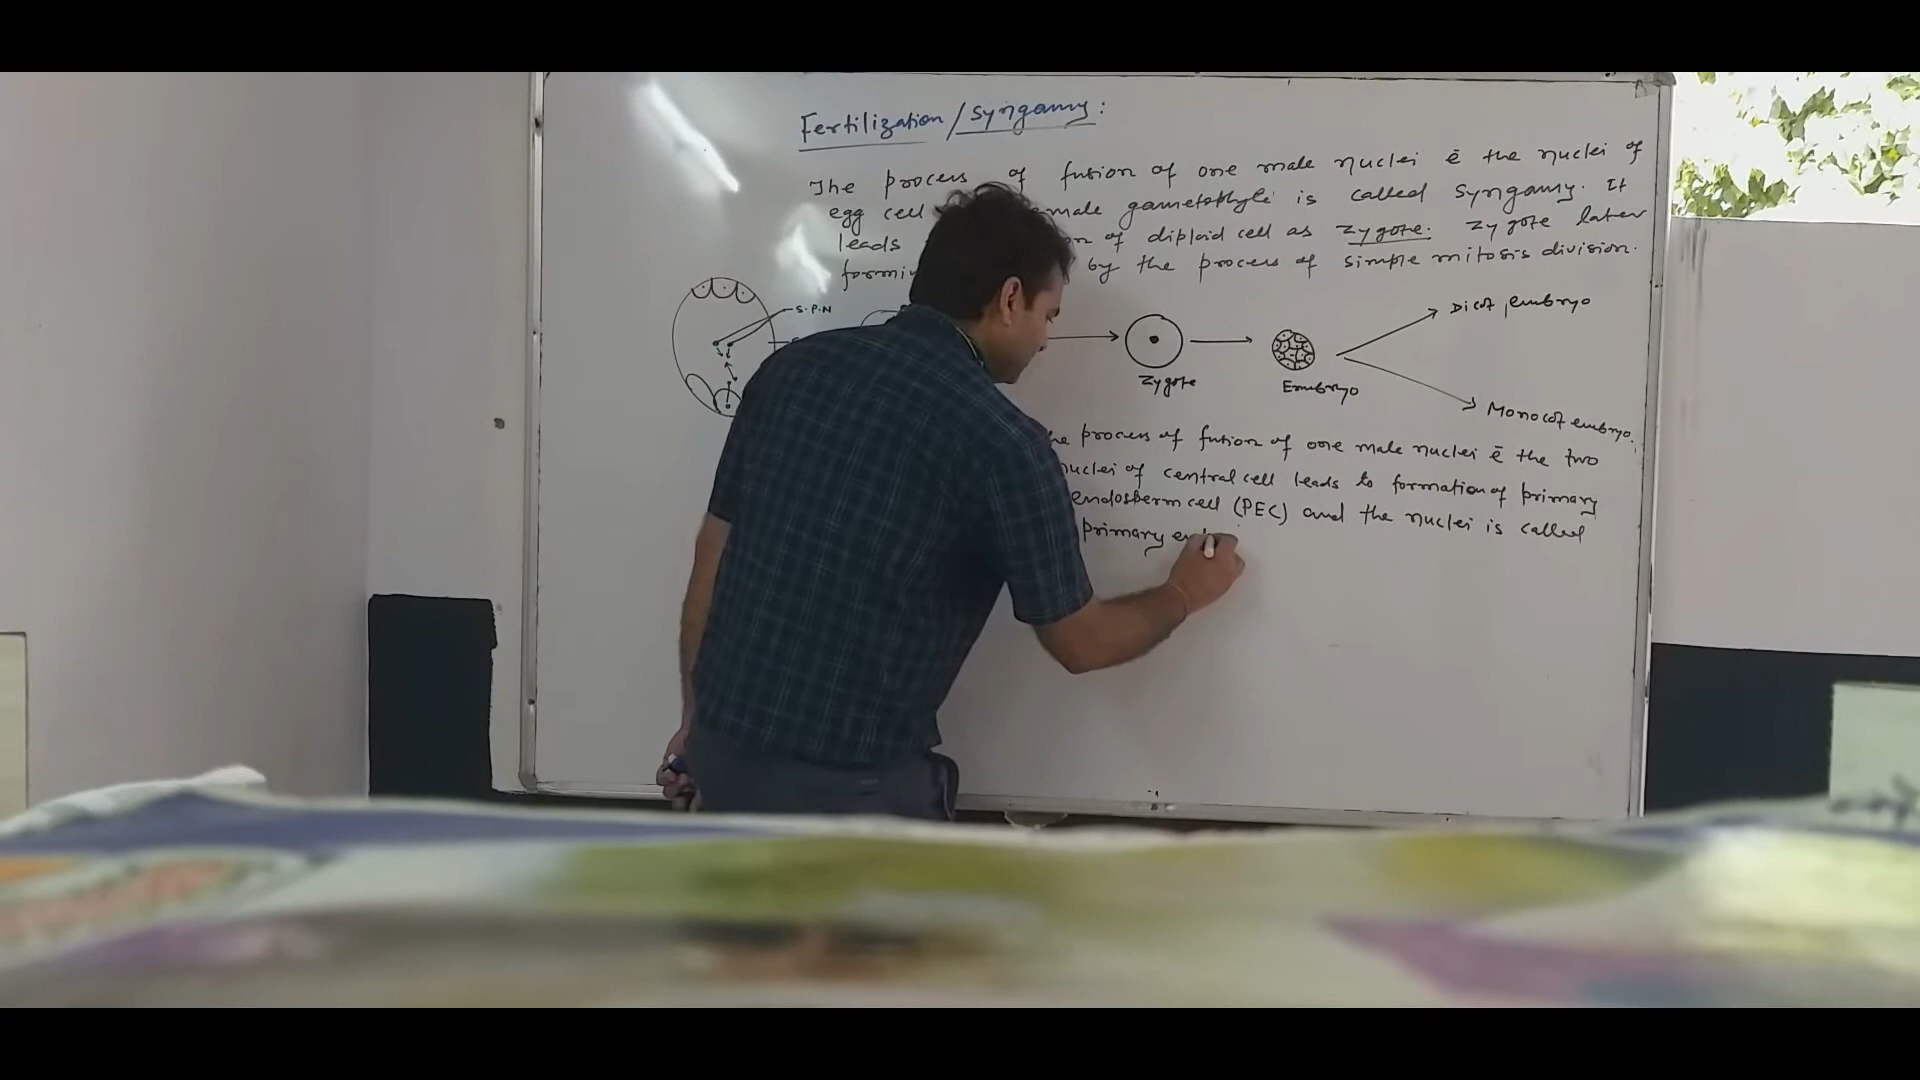 Fertilization / Syngamy :
The process of fusion of one male nuclei c̄ the nuclei of
egg cell male gametophyte is called syngamy. It
leads of diploid cell as zygote. Zygote later
by the process of simple mitosis division.
S.P.N
Dicot embryo
Zygote
Embryo
Monocot embryo.
process of fusion of one male nuclei c̄ the two
nuclei of central cell leads to formation of primary
endosperm cell (PEC) and the nuclei is called
primary